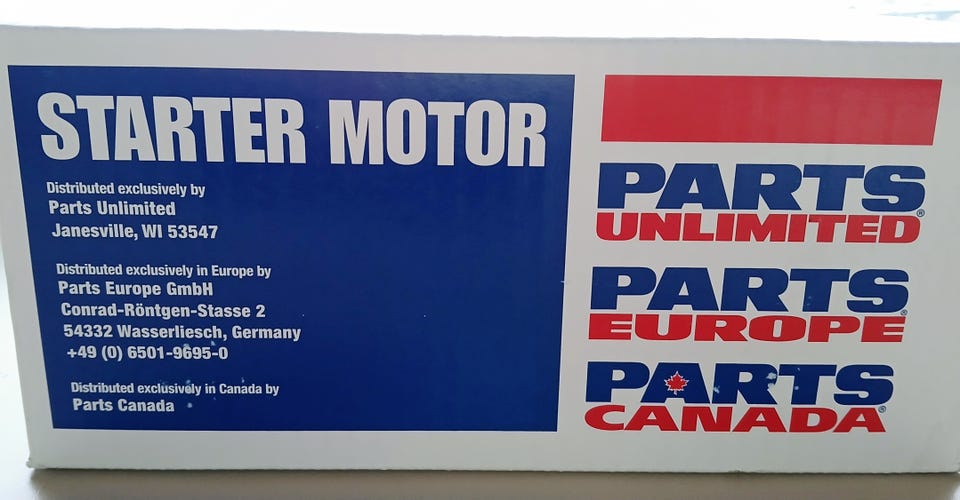 STARTER MOTOR
Distributed exclusively by
Parts Unlimited
Janesville, WI 53547
Distributed exclusively in Europe by
Parts Europe GmbH
Conrad-Röntgen-Stasse 2
54332 Wasserliesch, Germany
+49 (0) 6501-9695-0
Distributed exclusively in Canada by
Parts Canada
PARTS
UNLIMITED®
PARTS
EUROPE®
PARTS
CANADA®